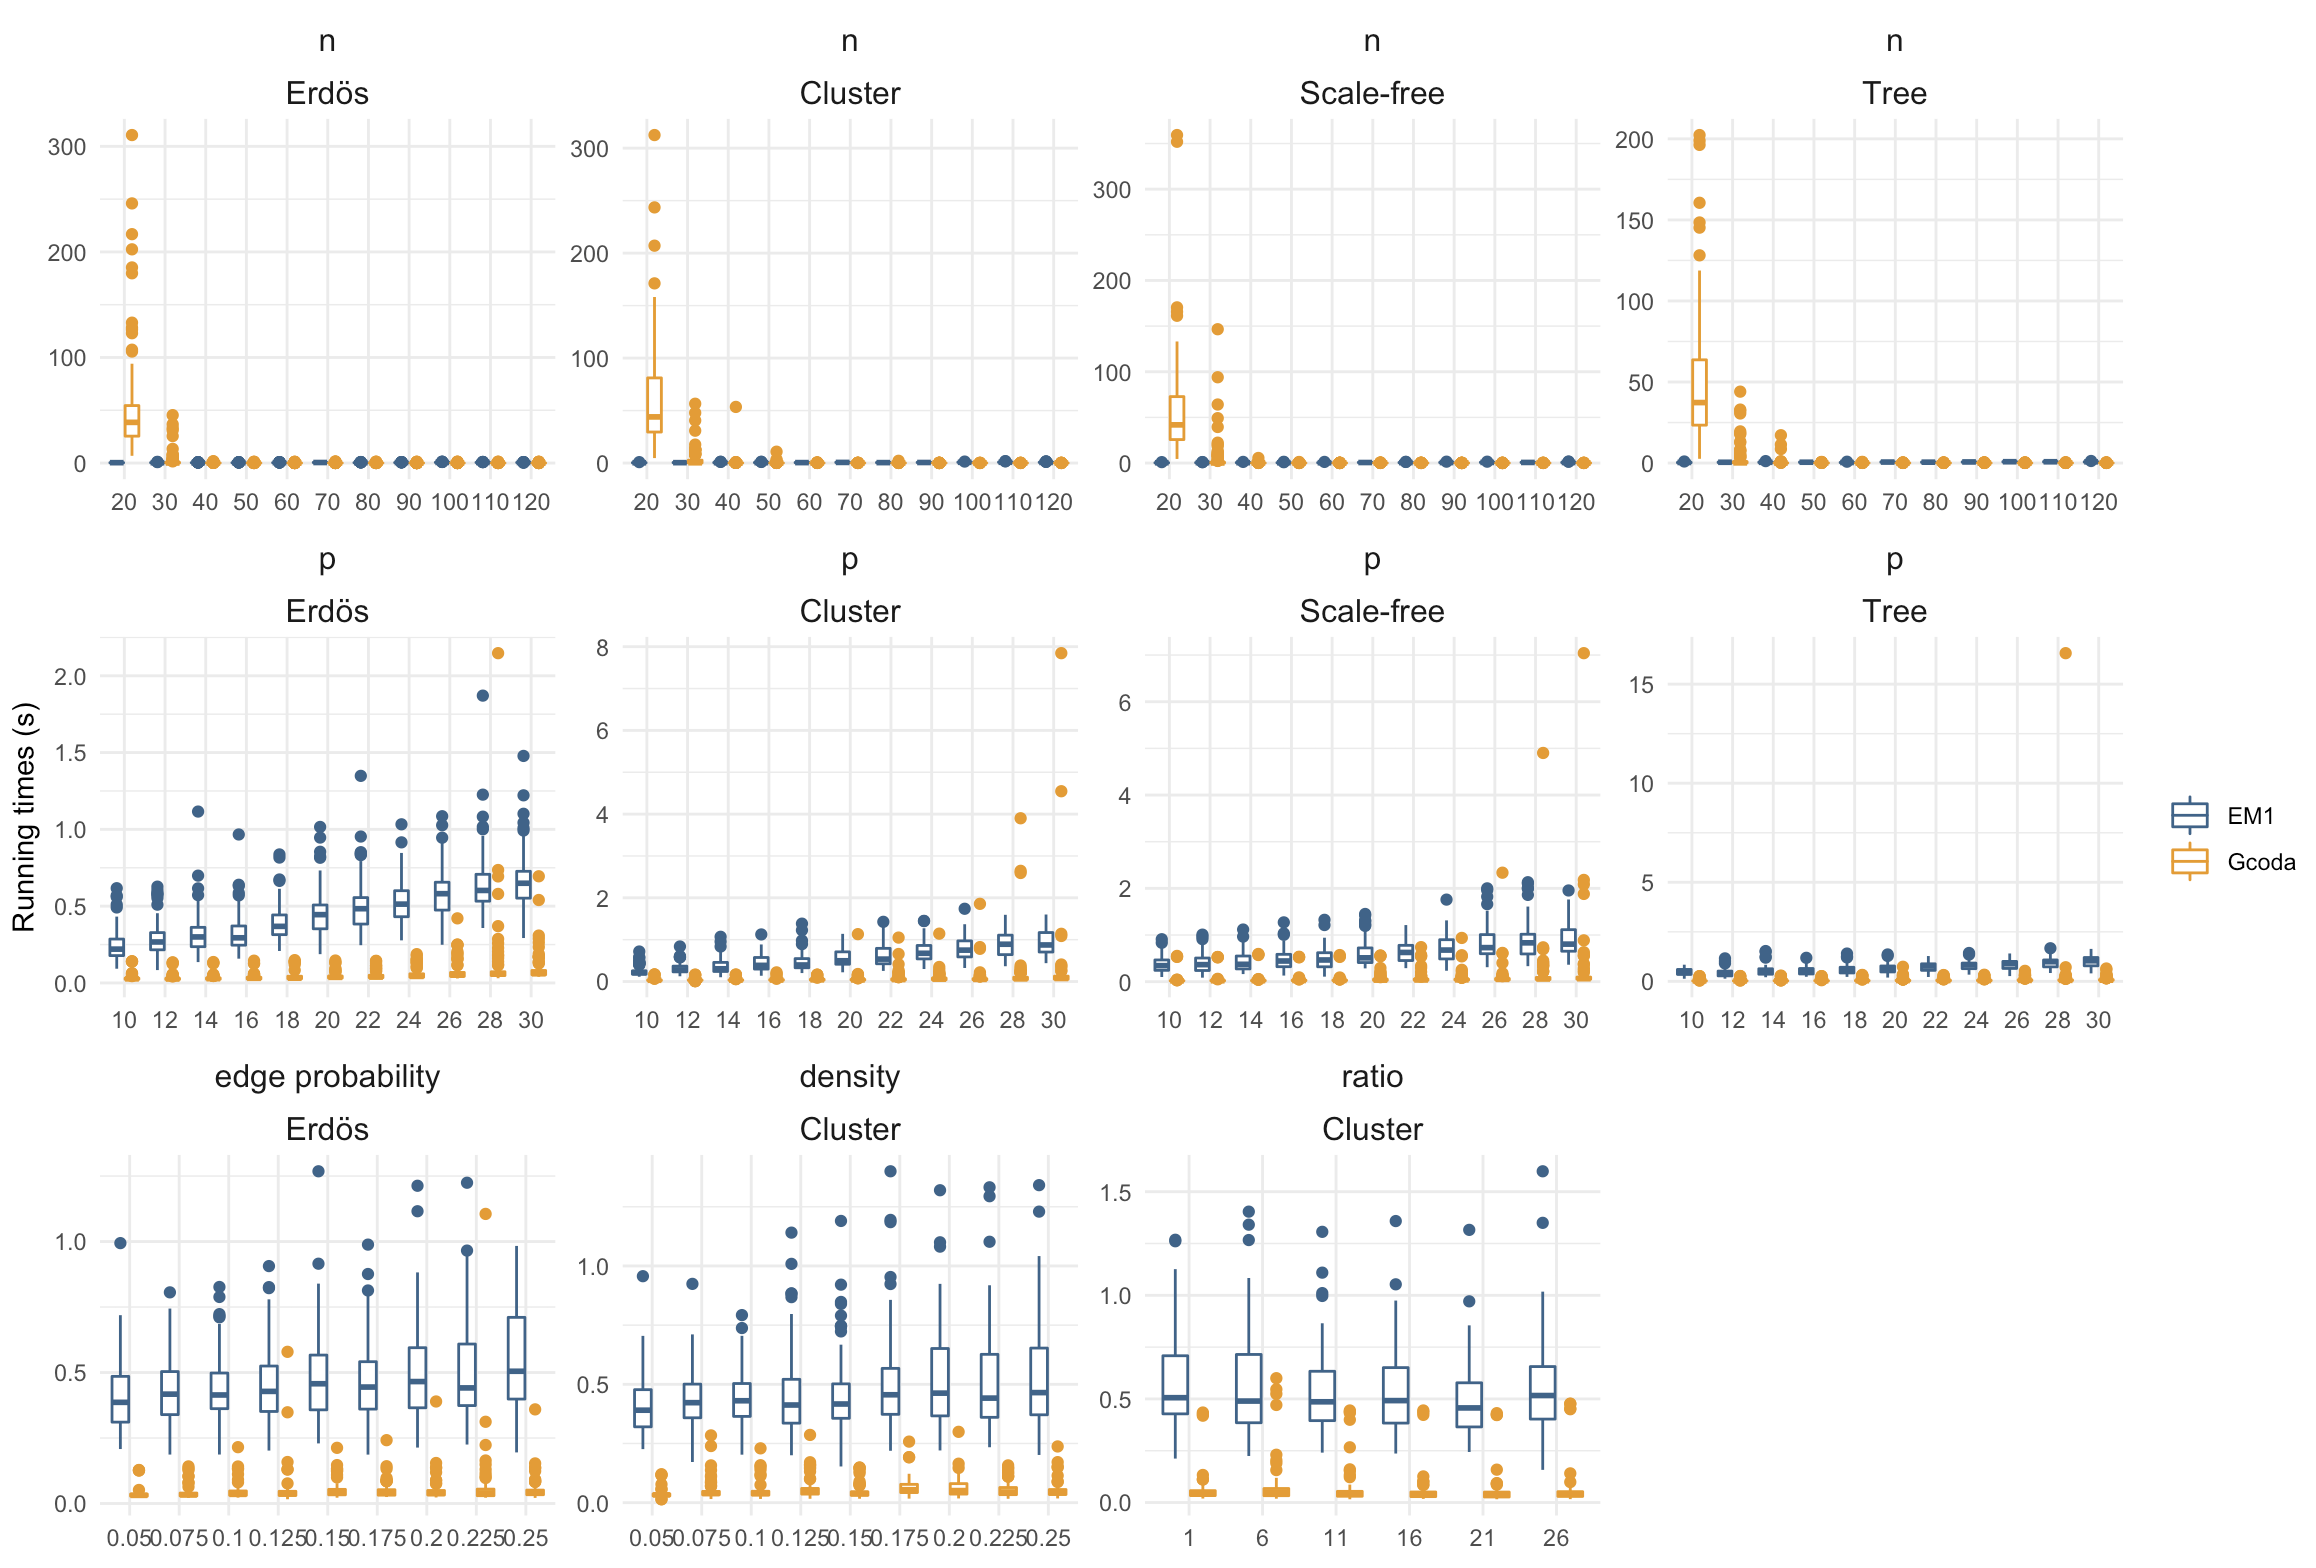 n n n n
Erdös Cluster Scale-free Tree
300 300 300 200
200 200 200 150
100 100 100 100
50
0 0 0 0
20 30 40 50 60 70 80 90 100 110 120 20 30 40 50 60 70 80 90 100 110 120 20 30 40 50 60 70 80 90 100 110 120 20 30 40 50 60 70 80 90 100 110 120
p p p p
Erdös Cluster Scale-free Tree
2.0 8 6 15
1.5 6 4 10
1.0 4 2 5
0.5 2
0.0 0 0 0
10 12 14 16 18 20 22 24 26 28 30 10 12 14 16 18 20 22 24 26 28 30 10 12 14 16 18 20 22 24 26 28 30 10 12 14 16 18 20 22 24 26 28 30
Running times (s)
EM1
Gcoda
edge probability density ratio
Erdös Cluster Cluster
1.5
1.0 1.0 1.0
0.5 0.5 0.5
0.0 0.0 0.0
0.05 0.075 0.1 0.125 0.15 0.175 0.2 0.225 0.25 0.05 0.075 0.1 0.125 0.15 0.175 0.2 0.225 0.25 1 6 11 16 21 26